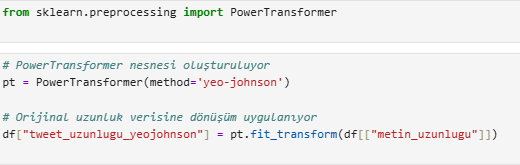 from sklearn.preprocessing import PowerTransformer
# PowerTransformer nesnesi oluşturuluyor
pt = PowerTransformer(method='yeo-johnson')
# Orijinal uzunluk verisine dönüşüm uygulanıyor
df["tweet_uzunlugu_yeojohnson"] = pt.fit_transform(df[["metin_uzunlugu"]])